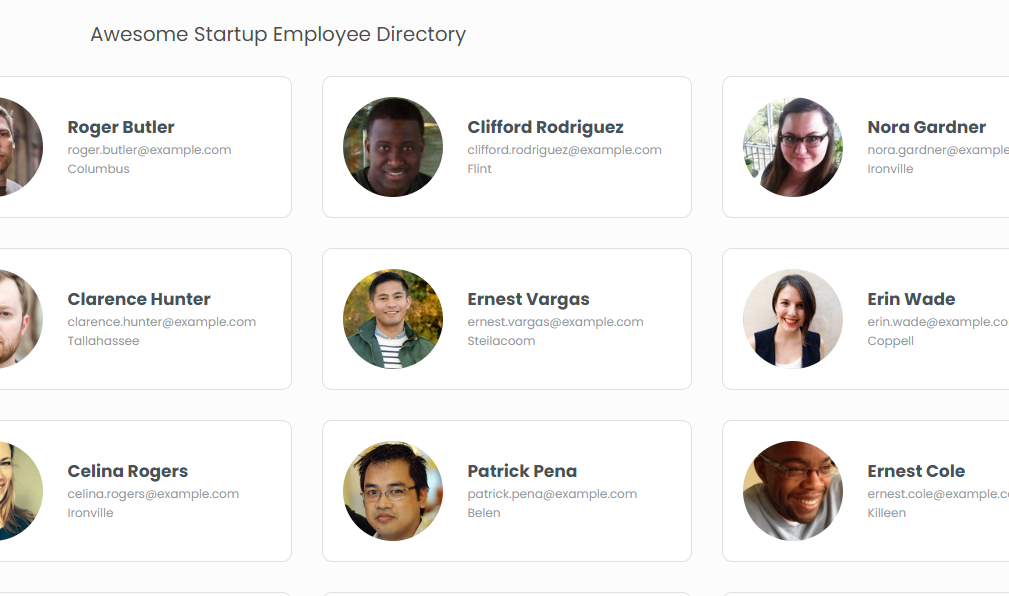 Awesome Startup Employee Directory
Roger Butler
roger.butler@example.com
Columbus
Clifford Rodriguez
clifford.rodriguez@example.com
Flint
Nora Gardner
nora.gardner@example
Ironville
Clarence Hunter
clarence.hunter@example.com
Tallahassee
Ernest Vargas
ernest.vargas@example.com
Steilacoom
Erin Wade
erin.wade@example.co
Coppell
Celina Rogers
celina.rogers@example.com
Ironville
Patrick Pena
patrick.pena@example.com
Belen
Ernest Cole
ernest.cole@example.c
Killeen